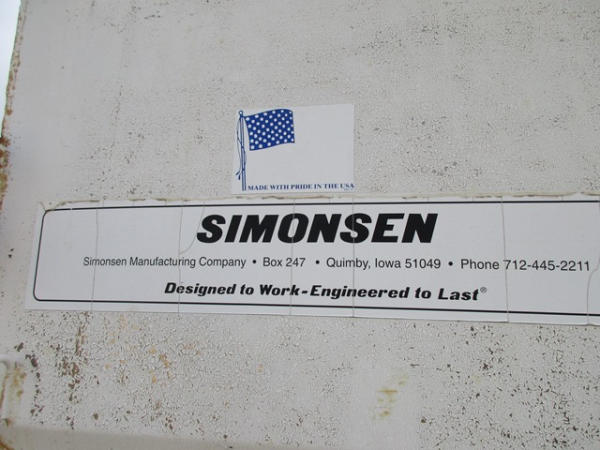 MADE WITH PRIDE IN THE USA
SIMONSEN
Simonsen Manufacturing Company • Box 247 • Quimby, Iowa 51049 • Phone 712-445-2211
Designed to Work-Engineered to Last®